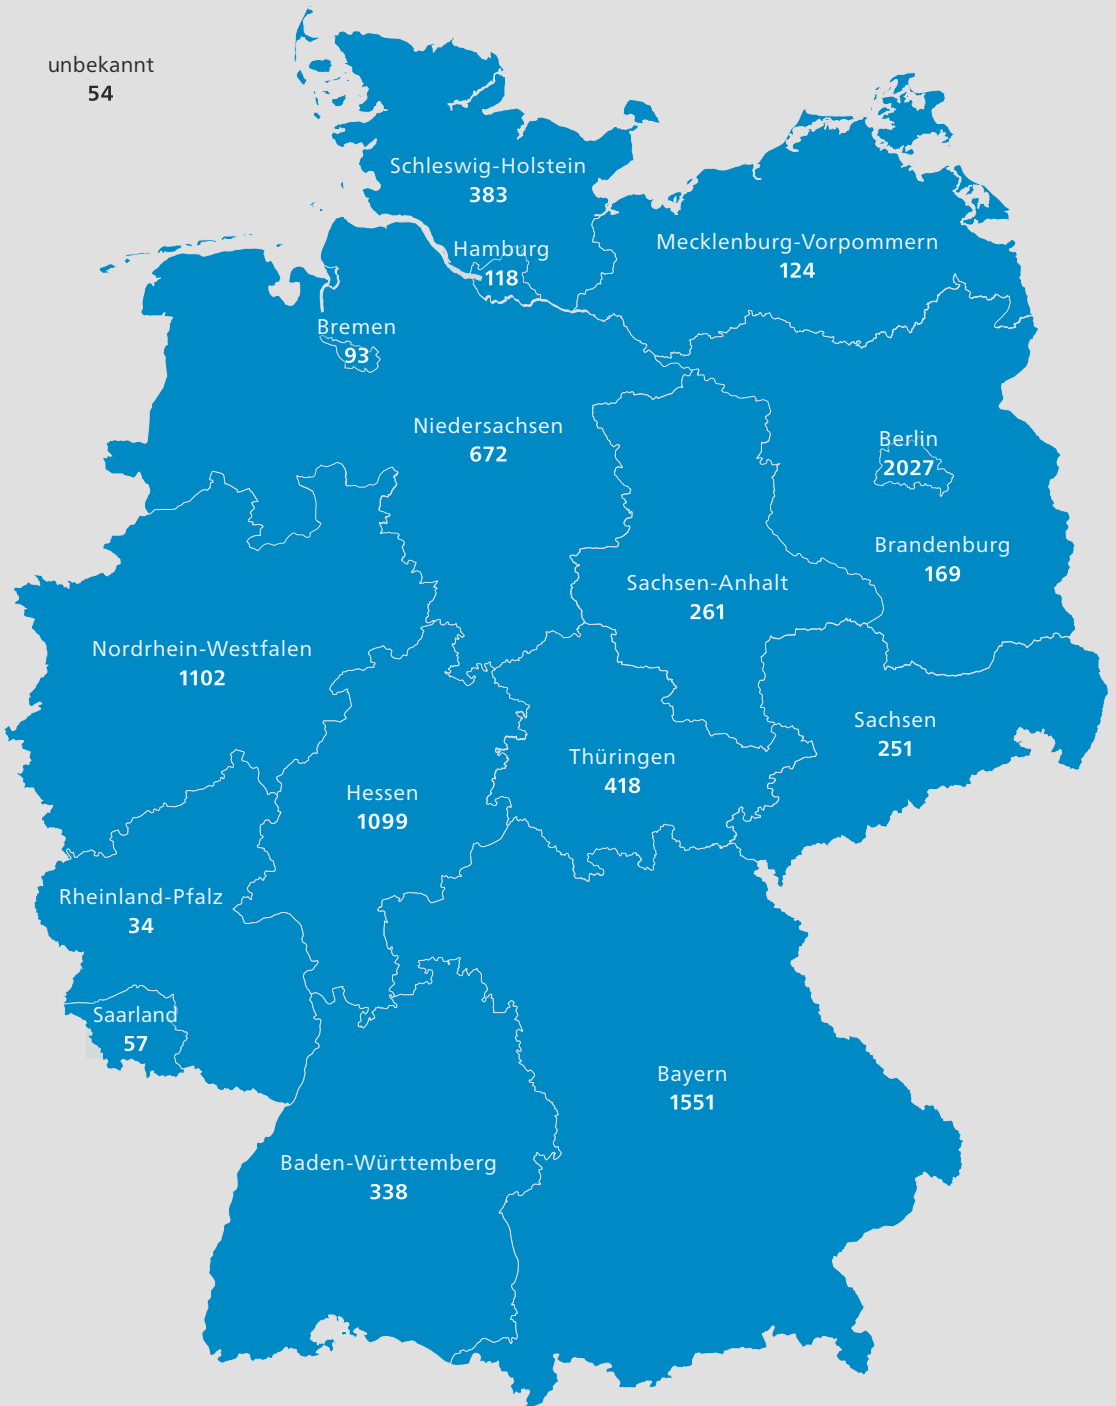 unbekannt
54
Schleswig-Holstein
383
Hamburg
118
Mecklenburg-Vorpommern
124
Bremen
93
Niedersachsen
672
Berlin
2027
Brandenburg
169
Sachsen-Anhalt
261
Nordrhein-Westfalen
1102
Sachsen
251
Thüringen
418
Hessen
1099
Rheinland-Pfalz
34
Saarland
57
Bayern
1551
Baden-Württemberg
338